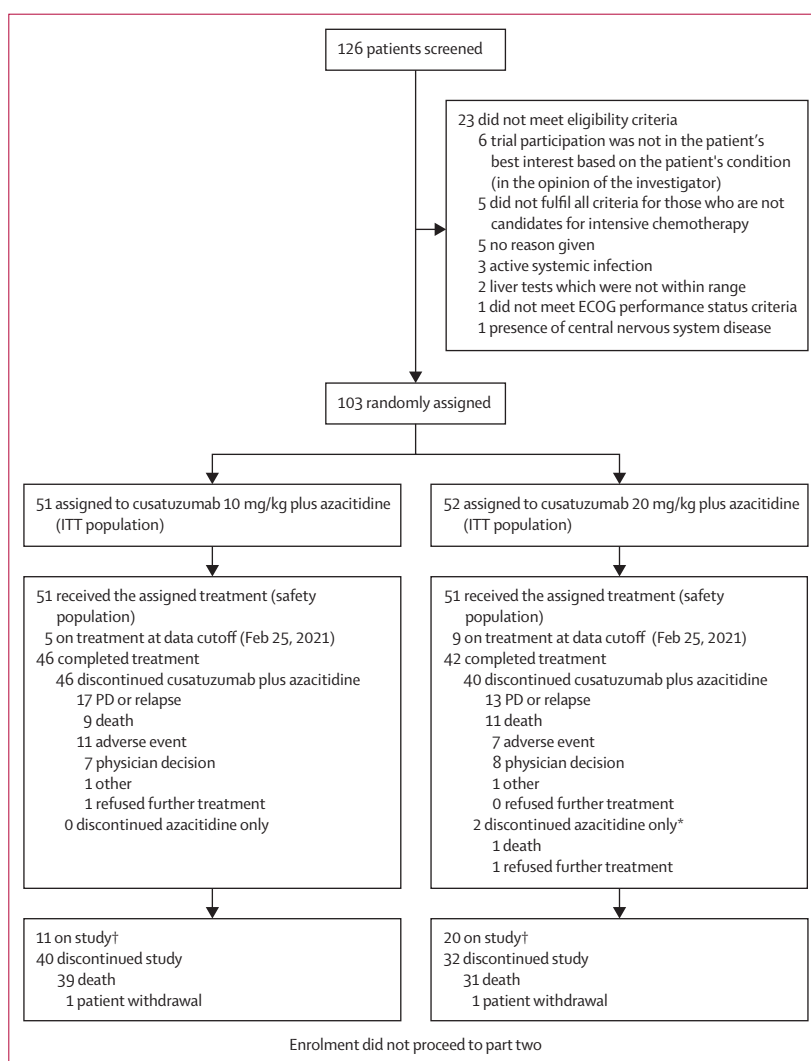 126 patients screened
23 did not meet eligibility criteria
6 trial participation was not in the patient's
best interest based on the patient's condition
(in the opinion of the investigator)
5 did not fulfil all criteria for those who are not
candidates for intensive chemotherapy
5 no reason given
3 active systemic infection
2 liver tests which were not within range
1 did not meet ECOG performance status criteria
1 presence of central nervous system disease
103 randomly assigned
51 assigned to cusatuzumab 10 mg/kg plus azacitidine
(ITT population)
52 assigned to cusatuzumab 20 mg/kg plus azacitidine
(ITT population)
51 received the assigned treatment (safety
population)
5 on treatment at data cutoff (Feb 25, 2021)
46 completed treatment
46 discontinued cusatuzumab plus azacitidine
17 PD or relapse
9 death
11 adverse event
7 physician decision
1 other
1 refused further treatment
0 discontinued azacitidine only
51 received the assigned treatment (safety
population)
9 on treatment at data cutoff (Feb 25, 2021)
42 completed treatment
40 discontinued cusatuzumab plus azacitidine
13 PD or relapse
11 death
7 adverse event
8 physician decision
1 other
0 refused further treatment
2 discontinued azacitidine only*
1 death
1 refused further treatment
11 on study†
40 discontinued study
39 death
1 patient withdrawal
20 on study†
32 discontinued study
31 death
1 patient withdrawal
Enrolment did not proceed to part two